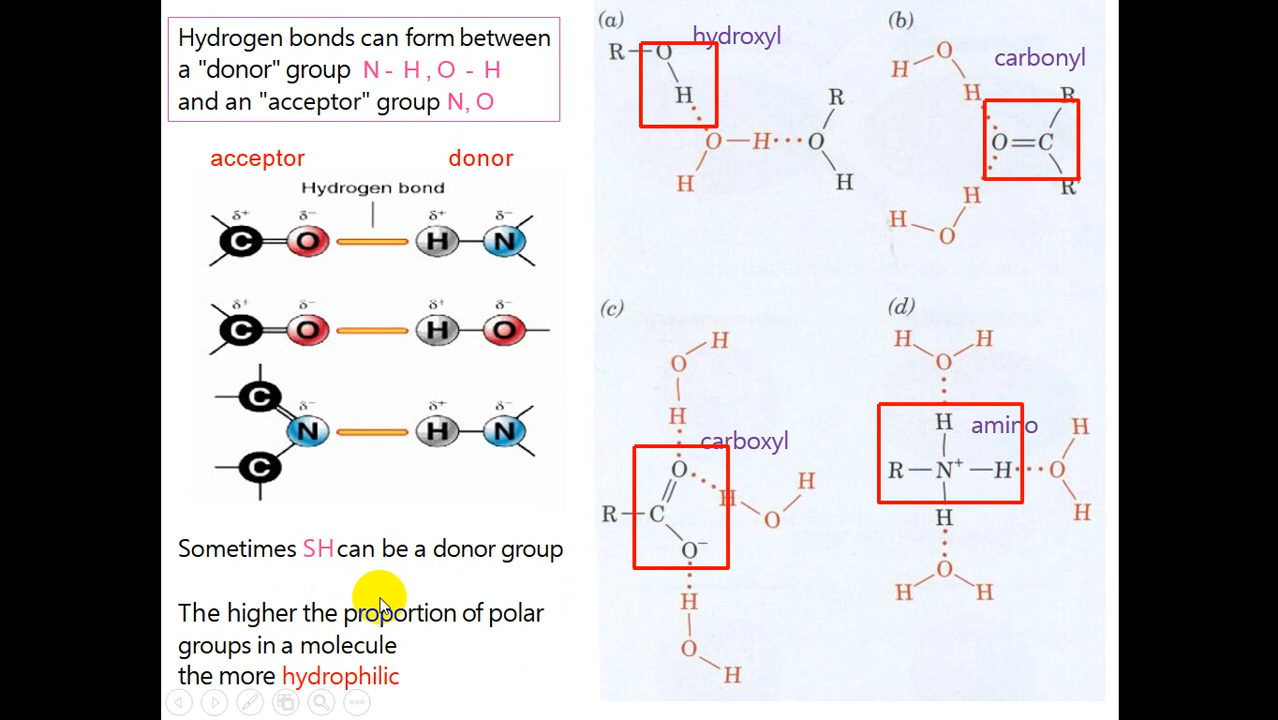 Hydrogen bonds can form between
a "donor" group N - H , O - H
and an "acceptor" group N, O
acceptor donor
Hydrogen bond
δ+ δ− δ+ δ−
C O H N
δ+ δ− δ+ δ−
C O H O
C
δ− δ+ δ−
N H N
C
Sometimes SH can be a donor group
The higher the proportion of polar
groups in a molecule
the more hydrophilic
(a)
hydroxyl
R—O
H
R
O—H···O
H
H
(b)
O
H
carbonyl
H
R
O=C
R'
H
H
O
(c)
H
O
H
carboxyl
O
H
H
R—C
O
O−
H
O
H
(d)
H H
O
H
amino
H
R—N+—H···O
H
H
O
H H